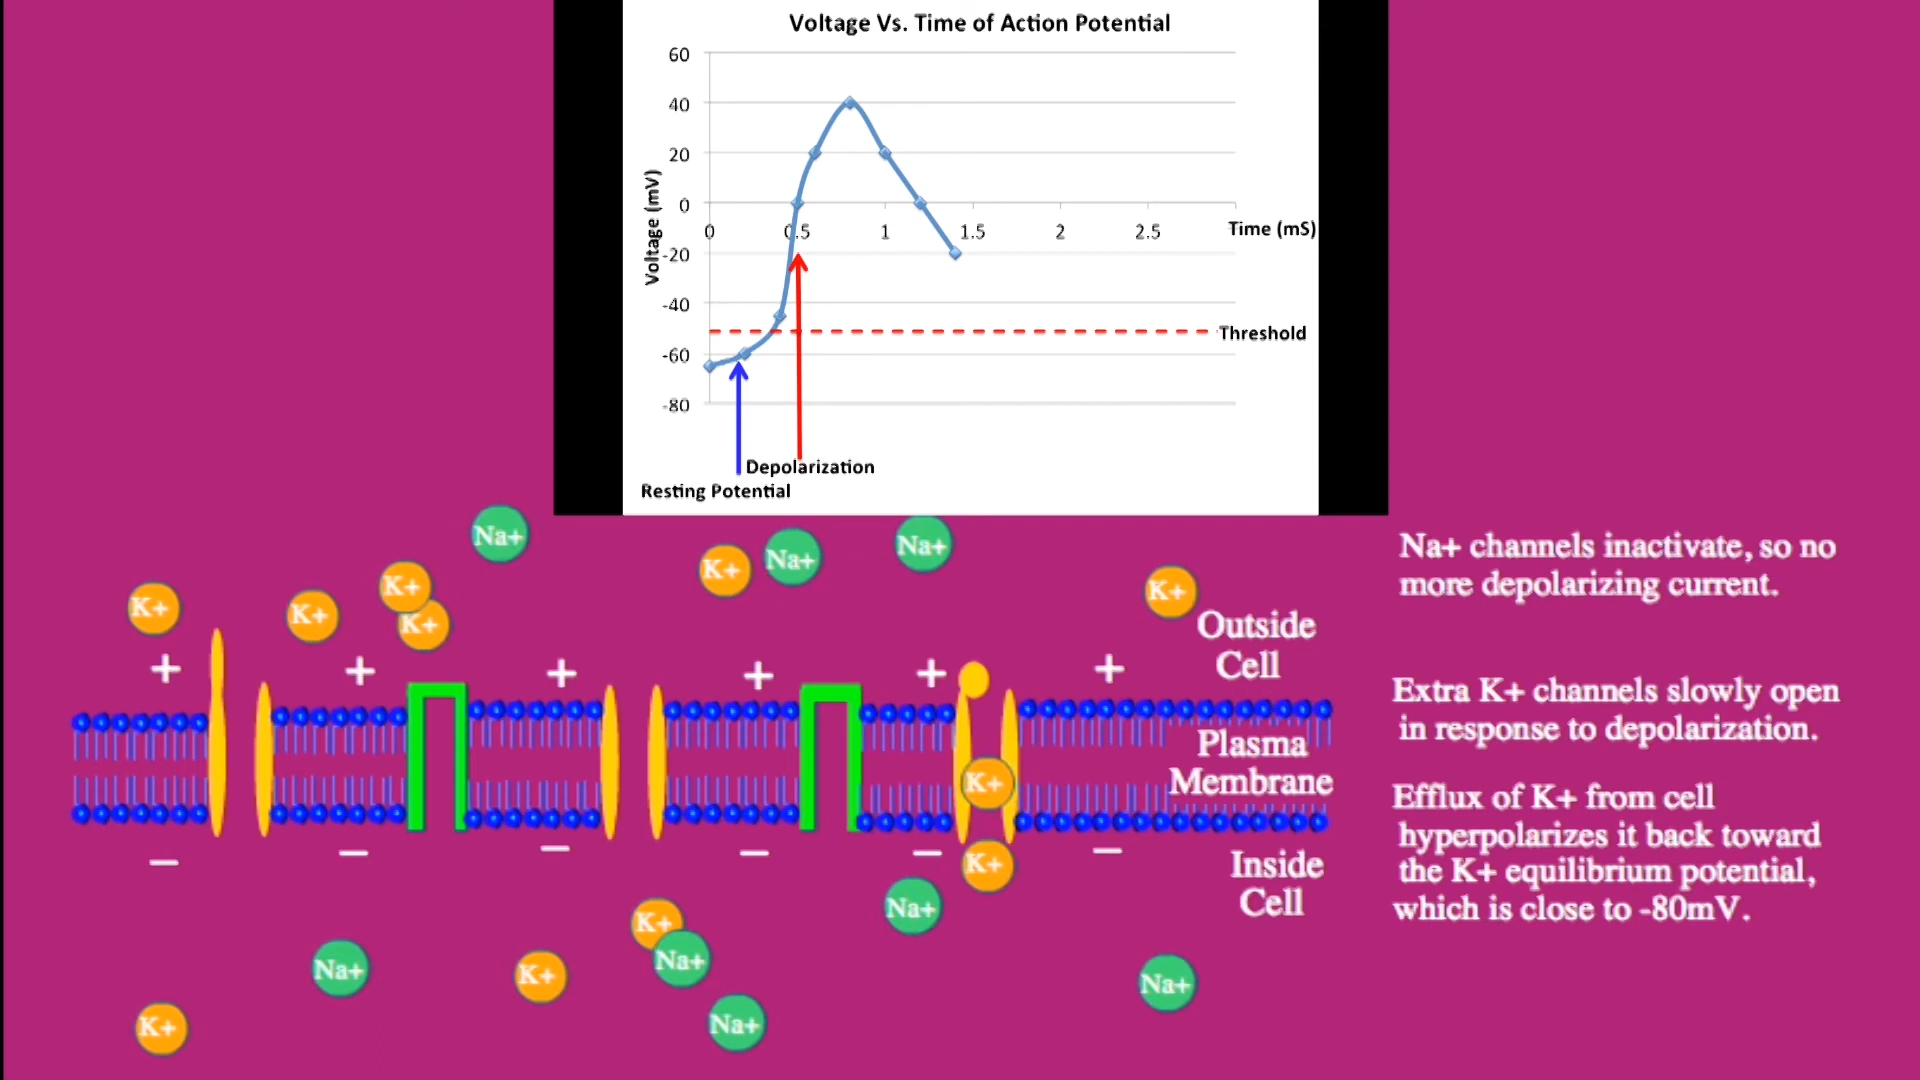 Voltage Vs. Time of Action Potential
60
40
20
0
-20
-40
-60
-80
Voltage (mV)
0
0.5
1
1.5
2
2.5
Time (mS)
Threshold
Depolarization
Resting Potential
Na+
K+
Na+
Na+
K+
K+
K+
K+
K+
Outside
Cell
+
+
+
+
+
+
Plasma
Membrane
K+
K+
Inside
Cell
−
−
−
−
−
−
Na+
K+
Na+
Na+
K+
Na+
K+
Na+
Na+ channels inactivate, so no
more depolarizing current.
Extra K+ channels slowly open
in response to depolarization.
Efflux of K+ from cell
hyperpolarizes it back toward
the K+ equilibrium potential,
which is close to -80mV.